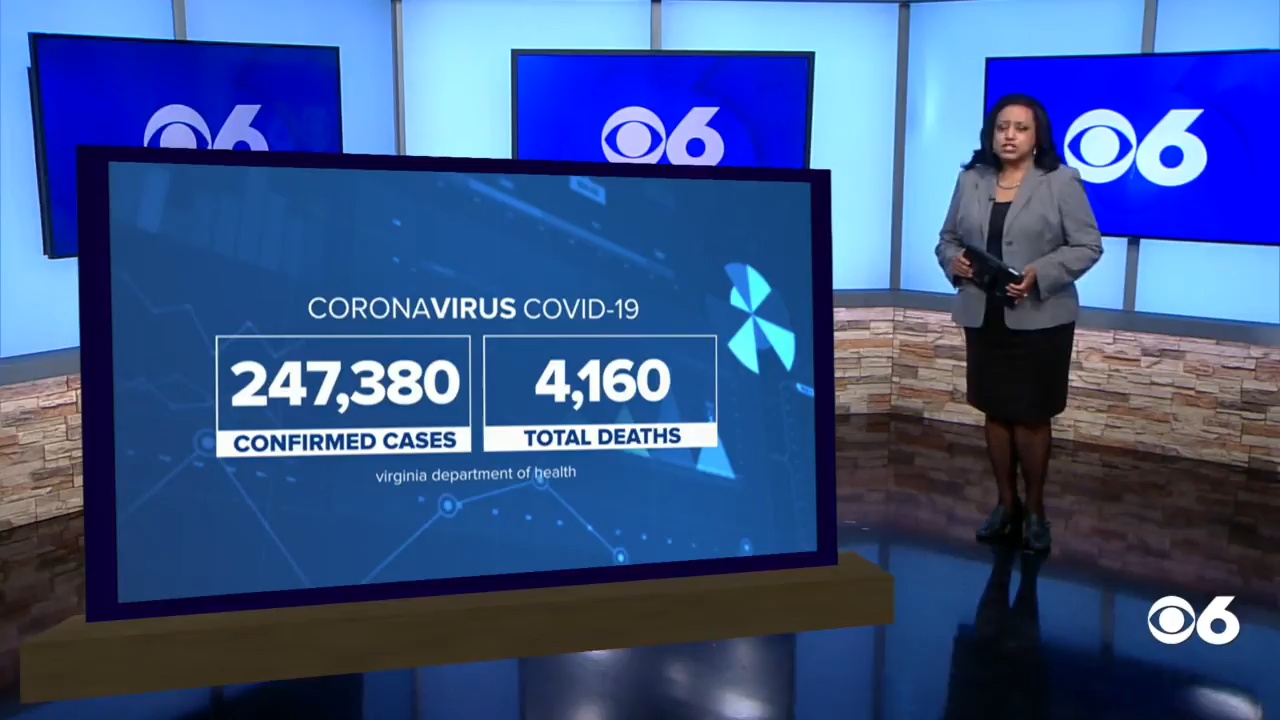 6
6
6
CORONAVIRUS COVID-19
247,380
4,160
CONFIRMED CASES
TOTAL DEATHS
virginia department of health
6